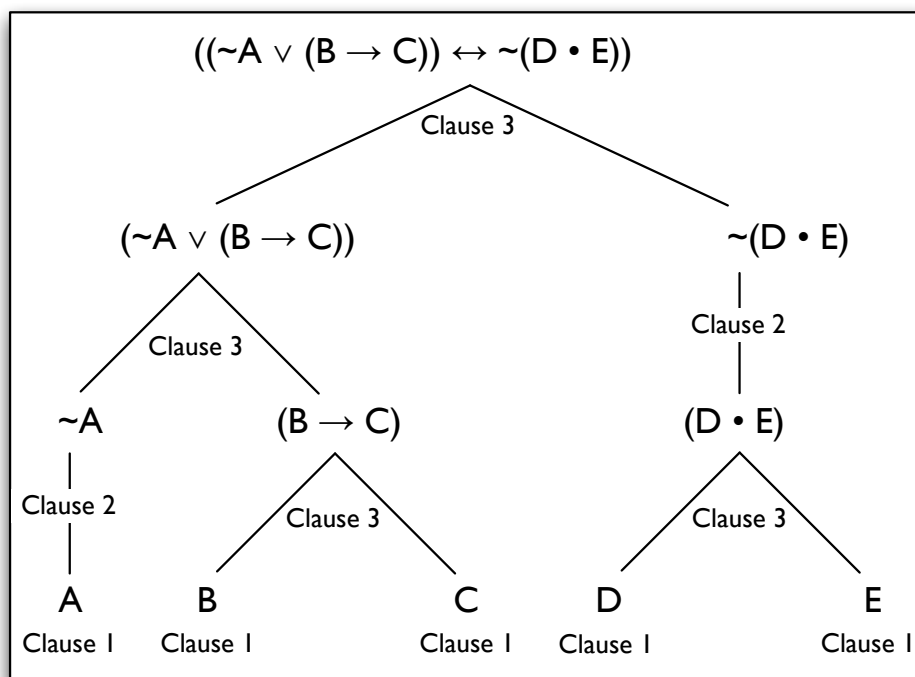 ((~A ∨ (B → C)) ↔ ~(D • E))
Clause 3
(~A ∨ (B → C))
~(D • E)
Clause 3
Clause 2
~A
(B → C)
(D • E)
Clause 2
Clause 3
Clause 3
A
B
C
D
E
Clause 1
Clause 1
Clause 1
Clause 1
Clause 1